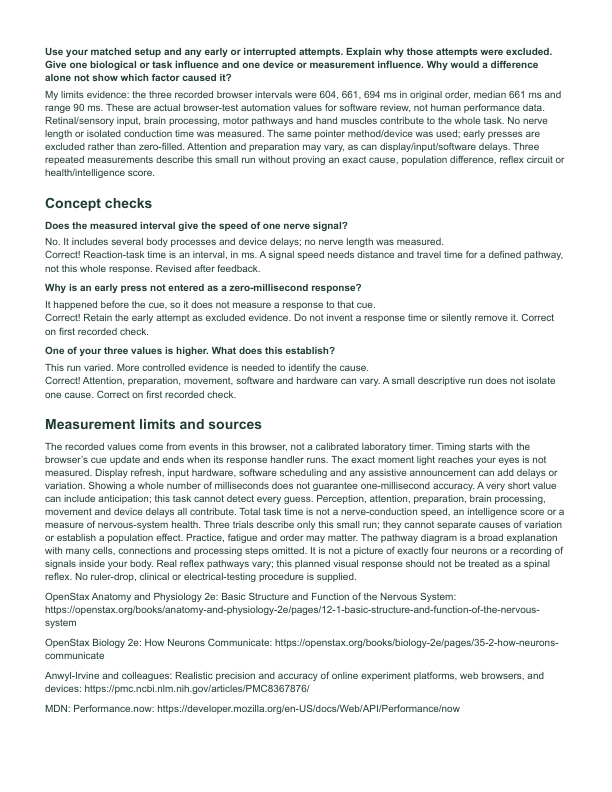 Use your matched setup and any early or interrupted attempts. Explain why those attempts were excluded.
Give one biological or task influence and one device or measurement influence. Why would a difference
alone not show which factor caused it?
My limits evidence: the three recorded browser intervals were 604, 661, 694 ms in original order, median 661 ms and
range 90 ms. These are actual browser-test automation values for software review, not human performance data.
Retinal/sensory input, brain processing, motor pathways and hand muscles contribute to the whole task. No nerve
length or isolated conduction time was measured. The same pointer method/device was used; early presses are
excluded rather than zero-filled. Attention and preparation may vary, as can display/input/software delays. Three
repeated measurements describe this small run without proving an exact cause, population difference, reflex circuit or
health/intelligence score.
Concept checks
Does the measured interval give the speed of one nerve signal?
No. It includes several body processes and device delays; no nerve length was measured.
Correct! Reaction-task time is an interval, in ms. A signal speed needs distance and travel time for a defined pathway,
not this whole response. Revised after feedback.
Why is an early press not entered as a zero-millisecond response?
It happened before the cue, so it does not measure a response to that cue.
Correct! Retain the early attempt as excluded evidence. Do not invent a response time or silently remove it. Correct
on first recorded check.
One of your three values is higher. What does this establish?
This run varied. More controlled evidence is needed to identify the cause.
Correct! Attention, preparation, movement, software and hardware can vary. A small descriptive run does not isolate
one cause. Correct on first recorded check.
Measurement limits and sources
The recorded values come from events in this browser, not a calibrated laboratory timer. Timing starts with the
browser's cue update and ends when its response handler runs. The exact moment light reaches your eyes is not
measured. Display refresh, input hardware, software scheduling and any assistive announcement can add delays or
variation. Showing a whole number of milliseconds does not guarantee one-millisecond accuracy. A very short value
can include anticipation; this task cannot detect every guess. Perception, attention, preparation, brain processing,
movement and device delays all contribute. Total task time is not a nerve-conduction speed, an intelligence score or a
measure of nervous-system health. Three trials describe only this small run; they cannot separate causes of variation
or establish a population effect. Practice, fatigue and order may matter. The pathway diagram is a broad explanation
with many cells, connections and processing steps omitted. It is not a picture of exactly four neurons or a recording of
signals inside your body. Real reflex pathways vary; this planned visual response should not be treated as a spinal
reflex. No ruler-drop, clinical or electrical-testing procedure is supplied.
OpenStax Anatomy and Physiology 2e: Basic Structure and Function of the Nervous System:
https://openstax.org/books/anatomy-and-physiology-2e/pages/12-1-basic-structure-and-function-of-the-nervous-
system
OpenStax Biology 2e: How Neurons Communicate: https://openstax.org/books/biology-2e/pages/35-2-how-neurons-
communicate
Anwyl-Irvine and colleagues: Realistic precision and accuracy of online experiment platforms, web browsers, and
devices: https://pmc.ncbi.nlm.nih.gov/articles/PMC8367876/
MDN: Performance.now: https://developer.mozilla.org/en-US/docs/Web/API/Performance/now